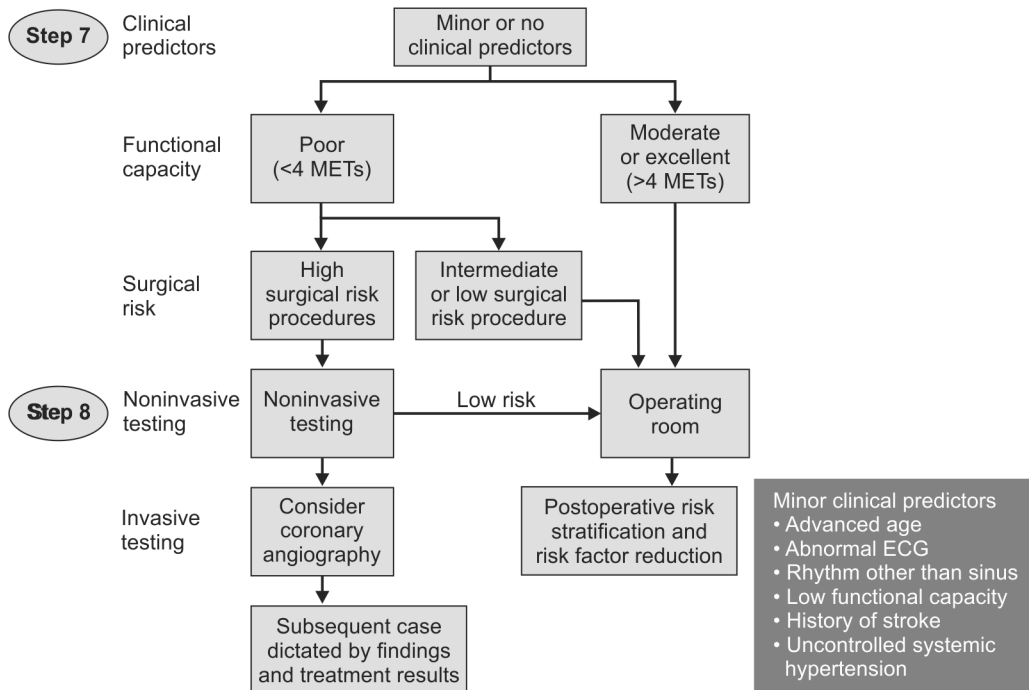 Step 7
Clinical
predictors
Minor or no
clinical predictors
Functional
capacity
Poor
(<4 METs)
Moderate
or excellent
(>4 METs)
Surgical
risk
High
surgical risk
procedures
Intermediate
or low surgical
risk procedure
Step 8
Noninvasive
testing
Noninvasive
testing
Low risk
Operating
room
Invasive
testing
Consider
coronary
angiography
Postoperative risk
stratification and
risk factor reduction
Subsequent case
dictated by findings
and treatment results
Minor clinical predictors
• Advanced age
• Abnormal ECG
• Rhythm other than sinus
• Low functional capacity
• History of stroke
• Uncontrolled systemic
hypertension